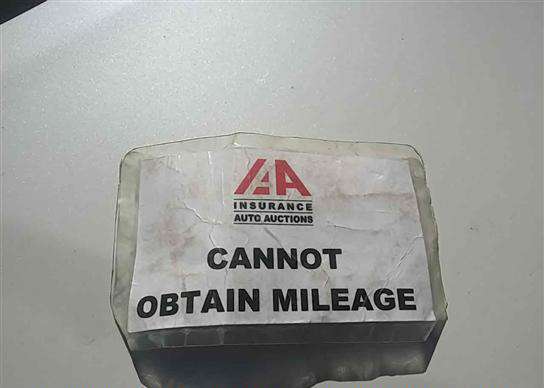 IAA
INSURANCE
AUTO AUCTIONS
CANNOT
OBTAIN MILEAGE